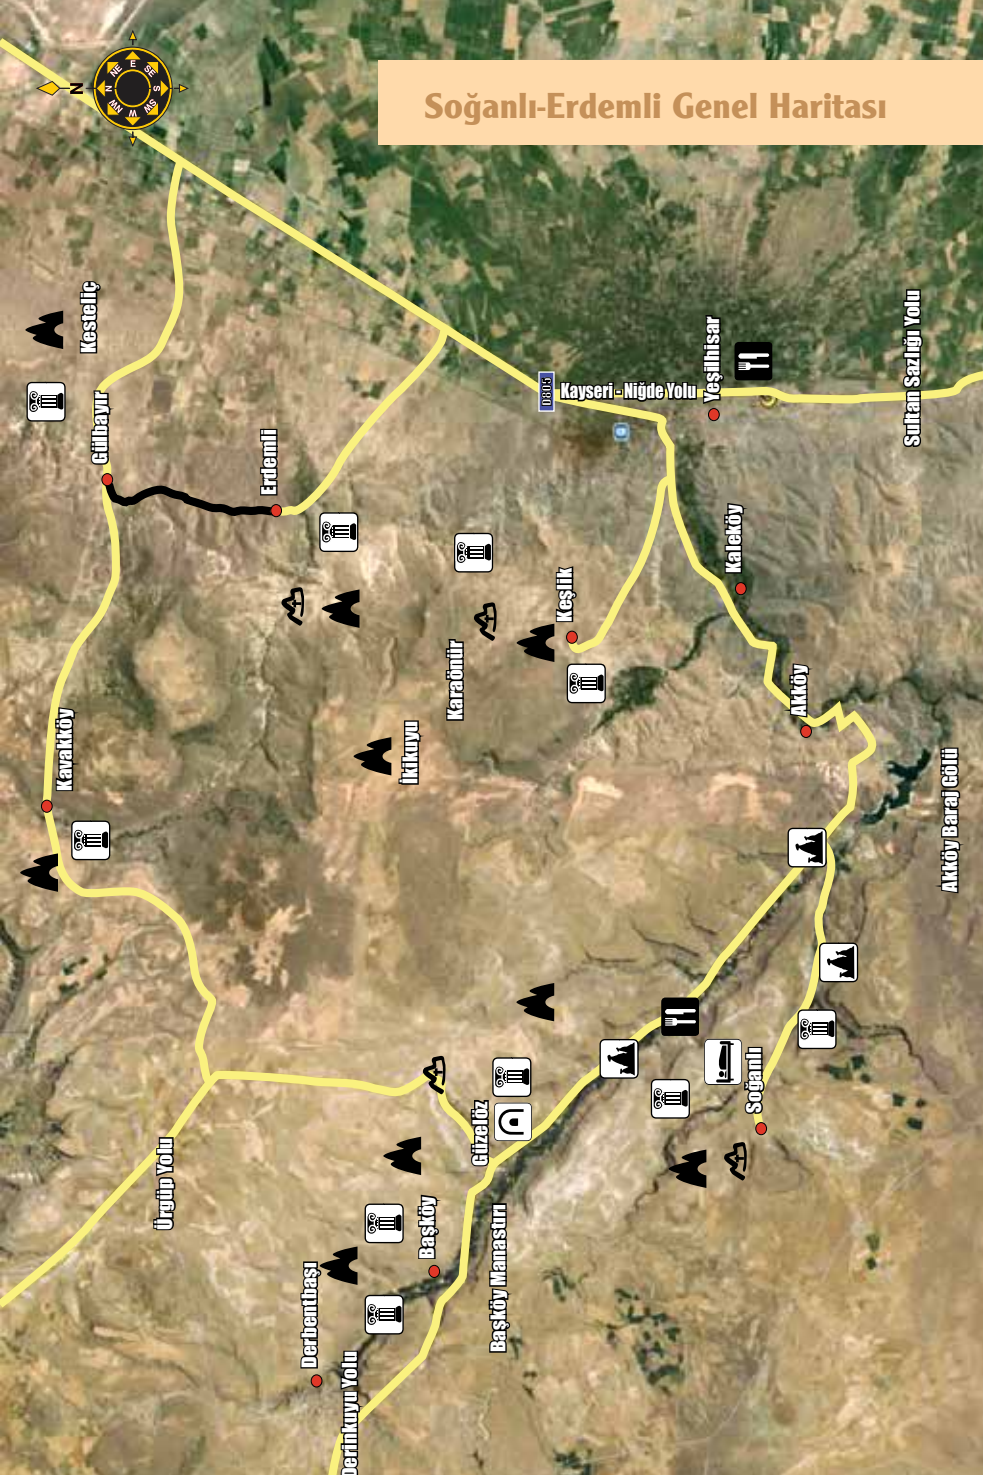 Soğanlı-Erdemli Genel Haritası
N
N
NE
E
SE
S
SW
W
NW
Kesteliç
Gülbayır
Erdemli
D805
Kayseri - Niğde Yolu
Yeşilhisar
Sultan Sazlığı Yolu
Kaleköy
Keşlik
Karaönür
Akköy
Kavakköy
İkikuyu
Akköy Baraj Gölü
Soğanlı
Güzelöz
Ürgüp Yolu
Başköy
Başköy Manastırı
Derbentbaşı
Derinkuyu Yolu